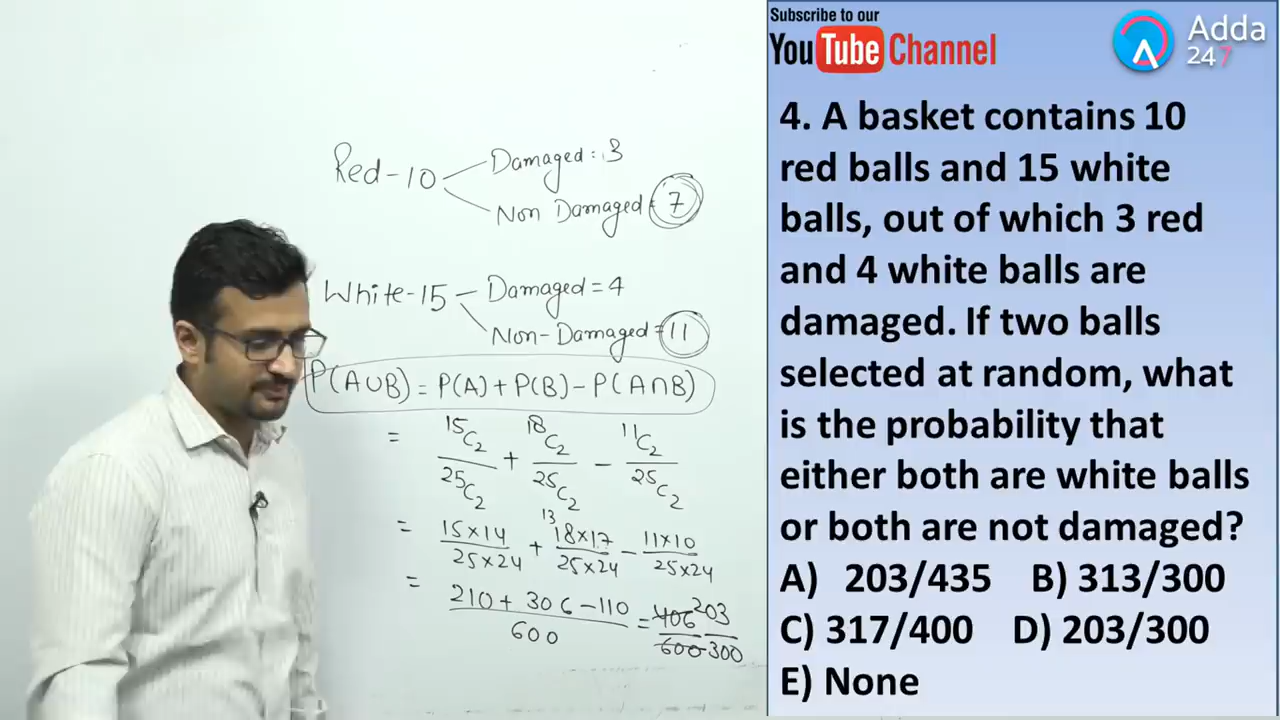 Red-10
Damaged: 3
Non Damaged = 7
White-15
Damaged = 4
Non-Damaged = 11
P(A∪B) = P(A) + P(B) - P(A∩B)
= 15C2/25C2 + 18C2/25C2 - 11C2/25C2
13
= 15×14/25×24 + 18×17/25×24 - 11×10/25×24
= 210 + 306 - 110/600 = 406/600 203/300
Subscribe to our
YouTube Channel
Adda
247
4. A basket contains 10
red balls and 15 white
balls, out of which 3 red
and 4 white balls are
damaged. If two balls
selected at random, what
is the probability that
either both are white balls
or both are not damaged?
A) 203/435 B) 313/300
C) 317/400 D) 203/300
E) None